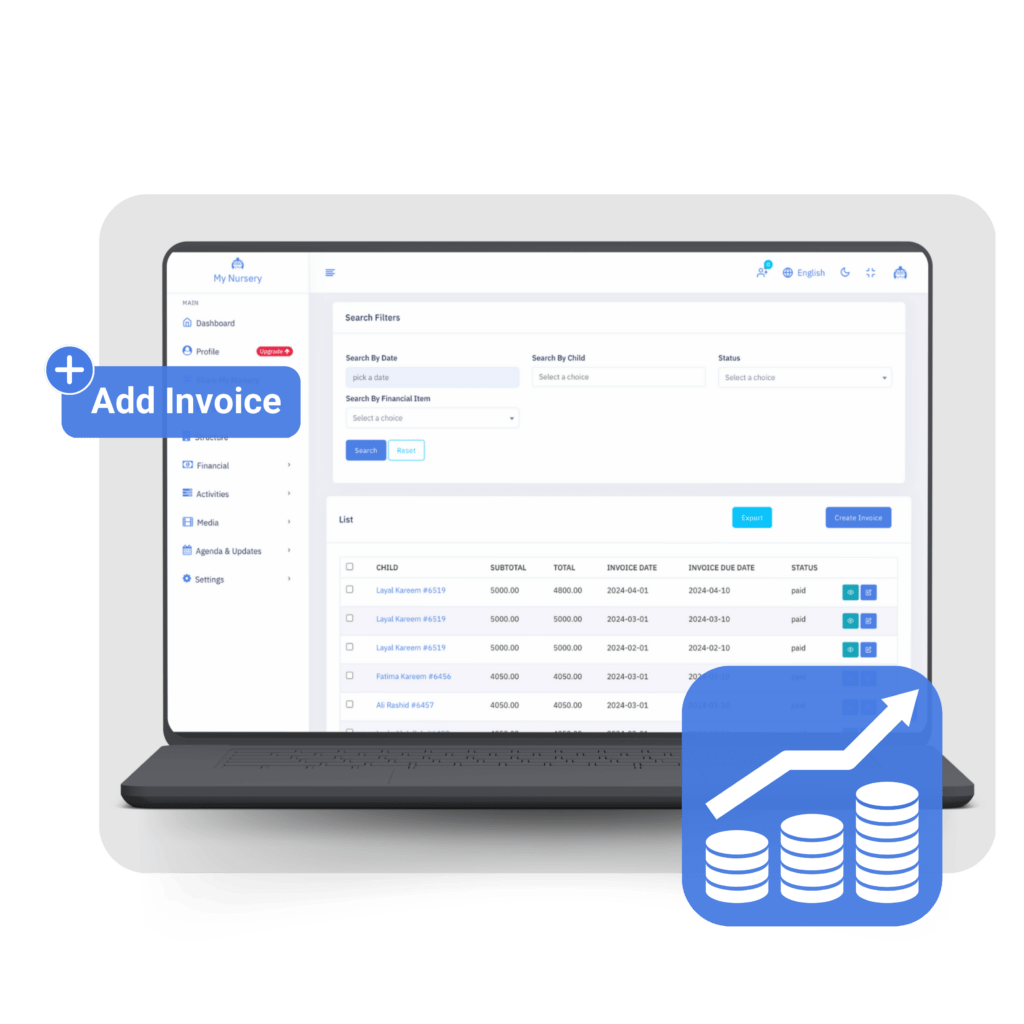 My Nursery
English
MAIN
Dashboard
Profile
Upgrade
Add Invoice
Structure
Financial
Activities
Media
Agenda & Updates
Settings
Search Filters
Search By Date
Search By Child
Status
pick a date
Select a choice
Select a choice
Search By Financial Item
Select a choice
Search
Reset
List
Export
Create Invoice
CHILD SUBTOTAL TOTAL INVOICE DATE INVOICE DUE DATE STATUS
Layal Kareem #6519 5000.00 4800.00 2024-04-01 2024-04-10 paid
Layal Kareem #6519 5000.00 5000.00 2024-03-01 2024-03-10 paid
Layal Kareem #6519 5000.00 5000.00 2024-02-01 2024-02-10 paid
Fatima Kareem #6456 4050.00 4050.00 2024-03-01
Ali Rashid #6457 4050.00 4050.00 2024-03-01